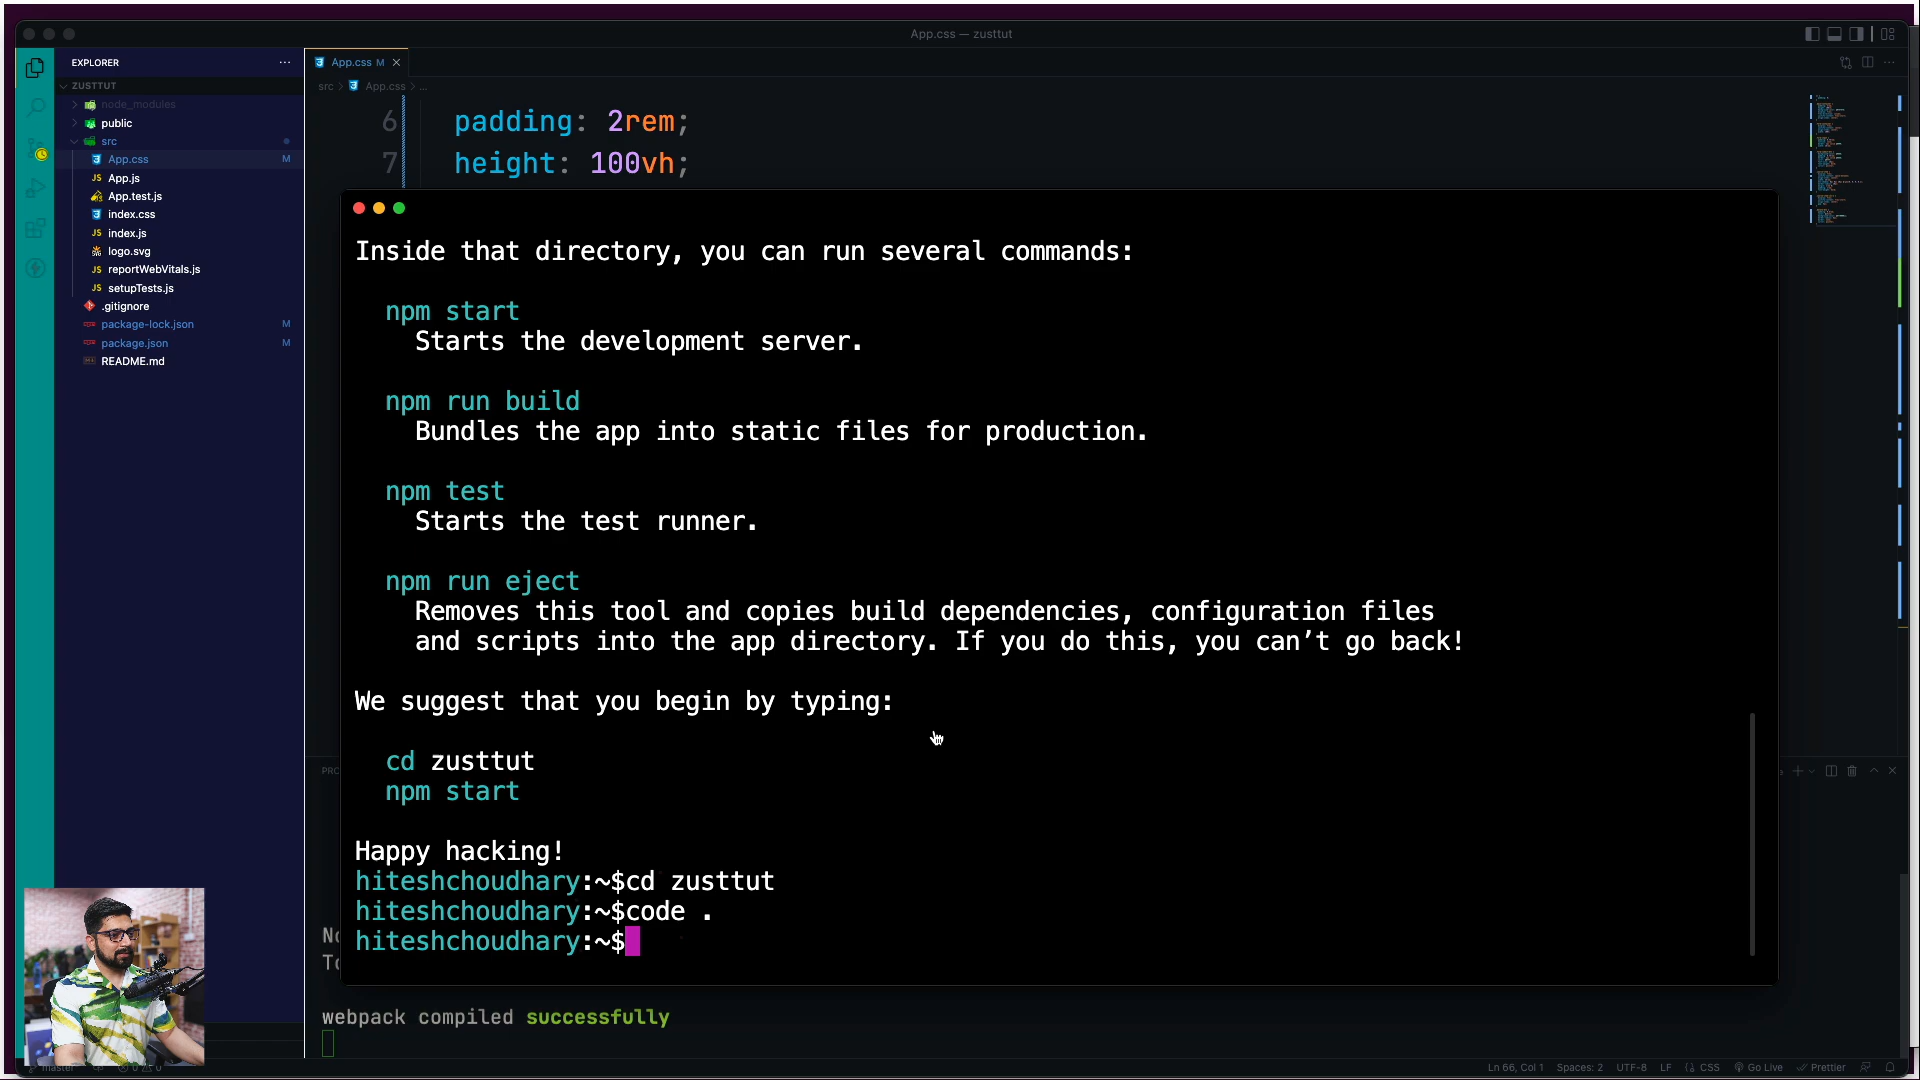 App.css — zusttut
EXPLORER
App.css M
ZUSTTUT
src > App.css > ...
node_modules
public
src
App.css M
JS App.js
App.test.js
index.css
JS index.js
logo.svg
JS reportWebVitals.js
JS setupTests.js
.gitignore
package-lock.json M
package.json M
README.md
6 padding: 2rem;
7 height: 100vh;
Inside that directory, you can run several commands:
npm start
Starts the development server.
npm run build
Bundles the app into static files for production.
npm test
Starts the test runner.
npm run eject
Removes this tool and copies build dependencies, configuration files
and scripts into the app directory. If you do this, you can’t go back!
We suggest that you begin by typing:
cd zusttut
npm start
Happy hacking!
hiteshchoudhary:~$cd zusttut
hiteshchoudhary:~$code .
hiteshchoudhary:~$
webpack compiled successfully
master
Ln 66, Col 1 Spaces: 2 UTF-8 LF CSS Go Live Prettier